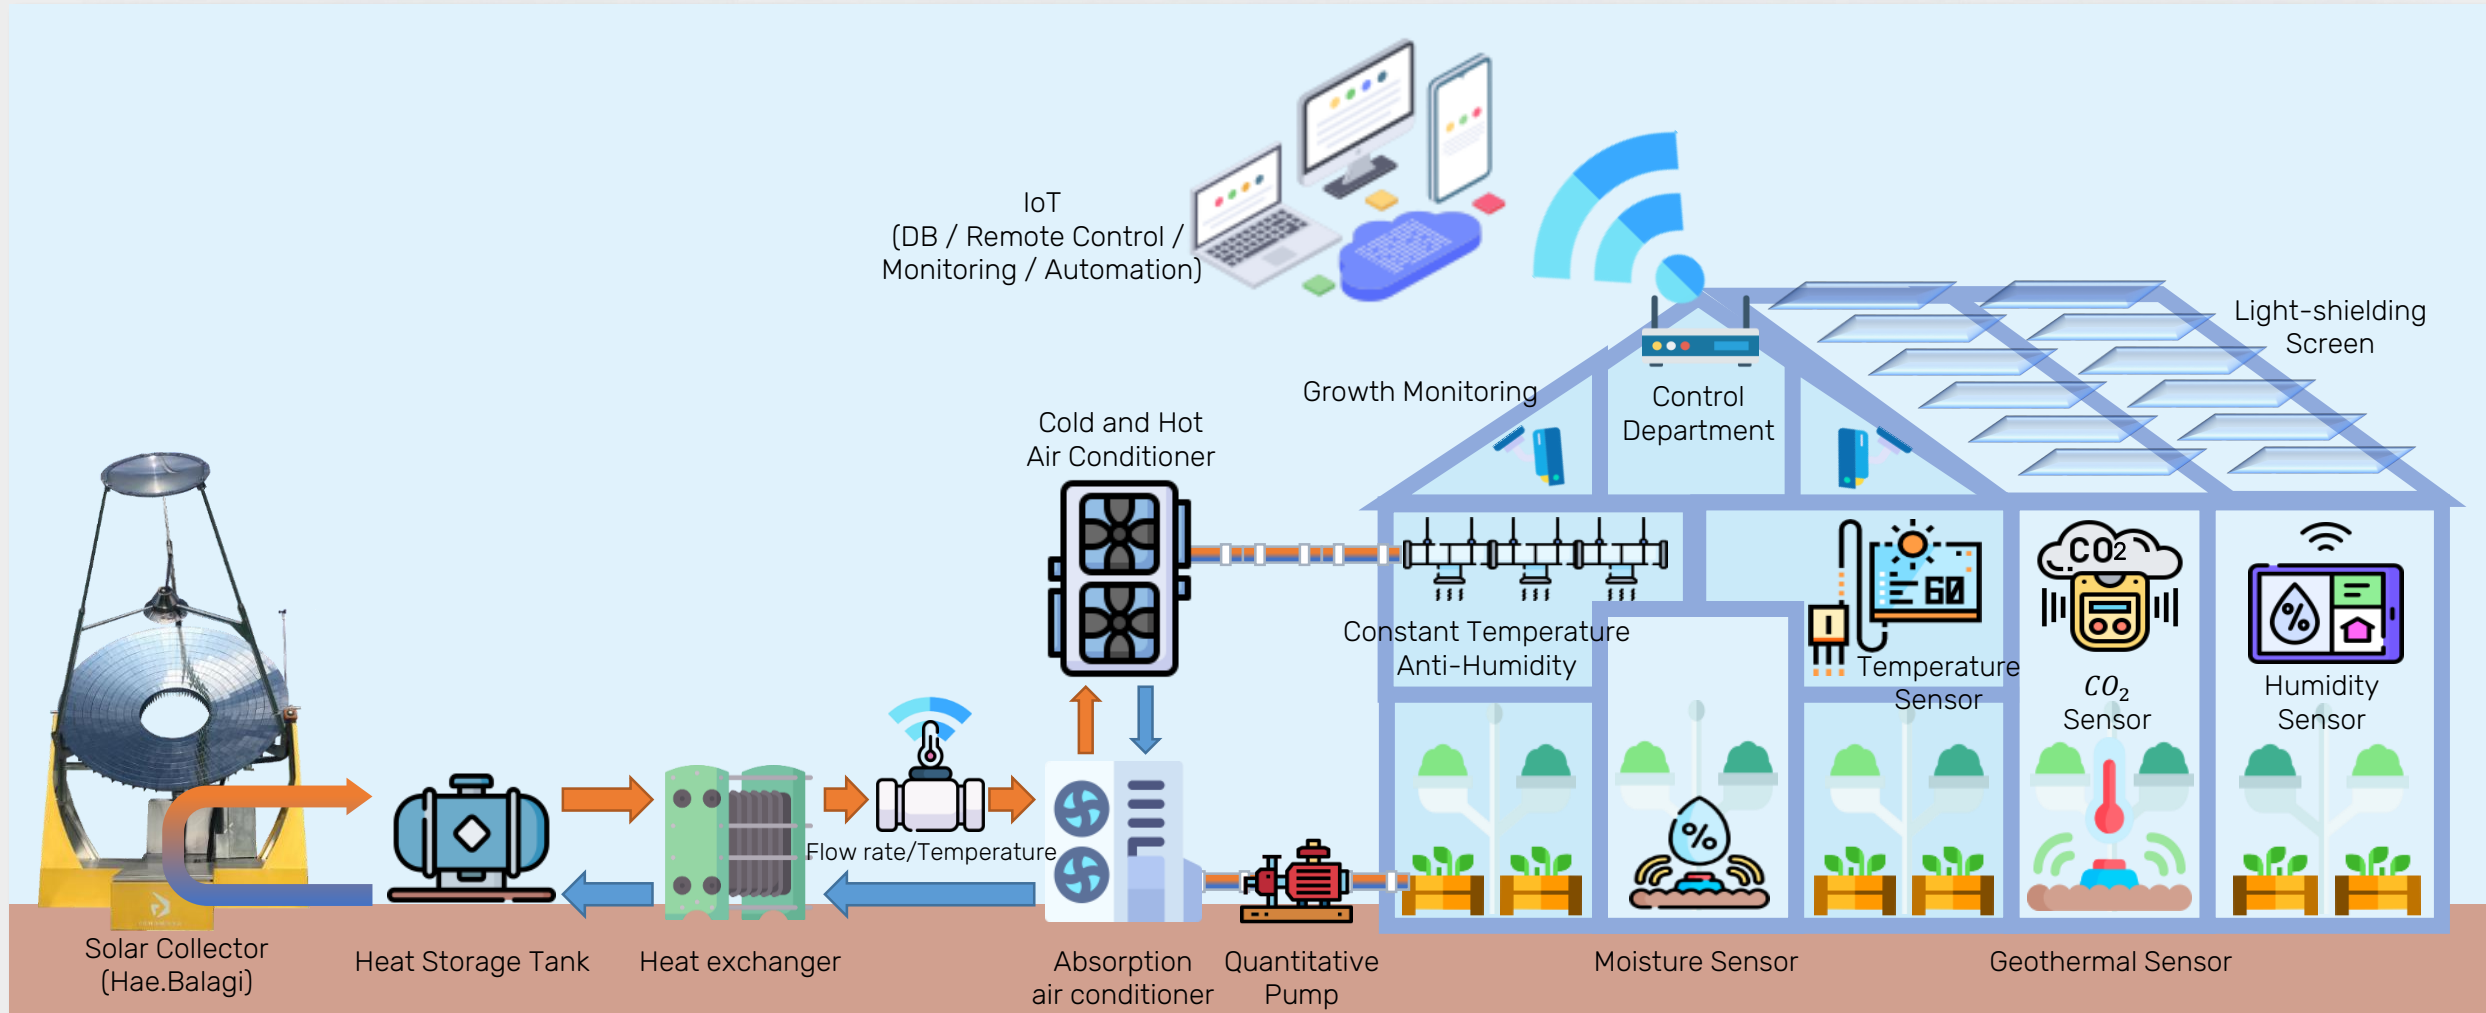 IoT
(DB / Remote Control /
Monitoring / Automation)
Light-shielding
Screen
Growth Monitoring
Control
Department
Cold and Hot
Air Conditioner
CO2
60
%
Constant Temperature
Anti-Humidity
Temperature
Sensor
CO₂
Sensor
Humidity
Sensor
%
Flow rate/Temperature
Solar Collector
(Hae.Balagi)
Heat Storage Tank
Heat exchanger
Absorption
air conditioner
Quantitative
Pump
Moisture Sensor
Geothermal Sensor